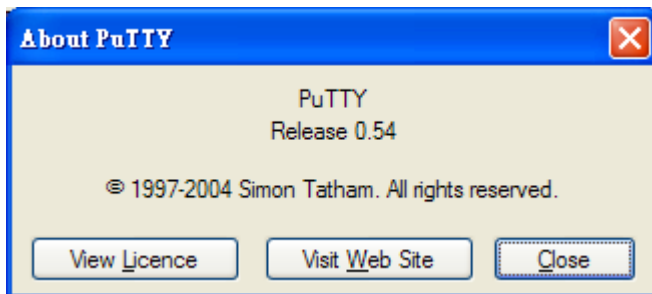 About PuTTY
PuTTY
Release 0.54
© 1997-2004 Simon Tatham. All rights reserved.
View Licence
Visit Web Site
Close